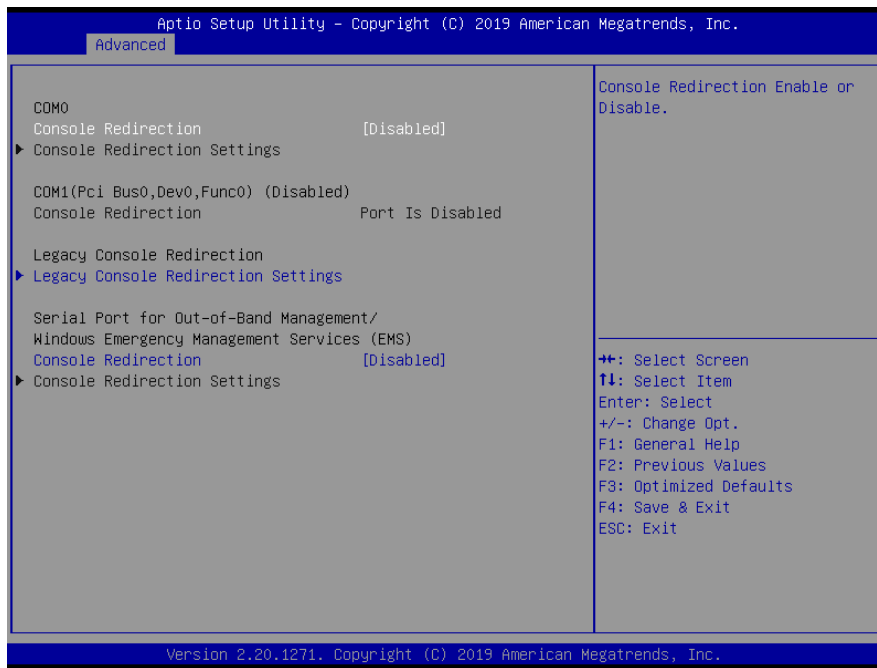 Aptio Setup Utility – Copyright (C) 2019 American Megatrends, Inc.
Advanced
COM0
Console Redirection [Disabled]
Console Redirection Settings
COM1(Pci Bus0,Dev0,Func0) (Disabled)
Console Redirection Port Is Disabled
Legacy Console Redirection
Legacy Console Redirection Settings
Serial Port for Out-of-Band Management/
Windows Emergency Management Services (EMS)
Console Redirection [Disabled]
Console Redirection Settings
Console Redirection Enable or
Disable.
→←: Select Screen
↑↓: Select Item
Enter: Select
+/-: Change Opt.
F1: General Help
F2: Previous Values
F3: Optimized Defaults
F4: Save & Exit
ESC: Exit
Version 2.20.1271. Copyright (C) 2019 American Megatrends, Inc.